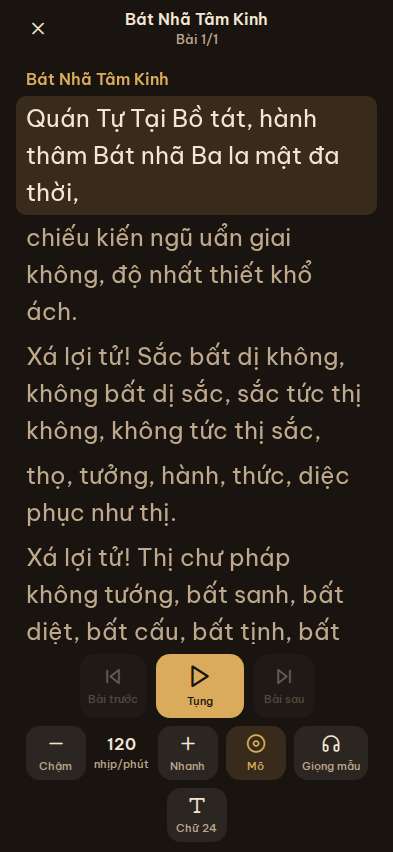 Bát Nhã Tâm Kinh
Bài 1/1
Bát Nhã Tâm Kinh
Quán Tự Tại Bồ tát, hành
thâm Bát nhã Ba la mật đa
thời,
chiếu kiến ngũ uẩn giai
không, độ nhất thiết khổ
ách.
Xá lợi tử! Sắc bất dị không,
không bất dị sắc, sắc tức thị
không, không tức thị sắc,
thọ, tưởng, hành, thức, diệc
phục như thị.
Xá lợi tử! Thị chư pháp
không tướng, bất sanh, bất
diệt, bất cấu, bất tịnh, bất
Bài trước
Tụng
Bài sau
Chậm
120
nhịp/phút
Nhanh
Mõ
Giọng mẫu
Chữ 24